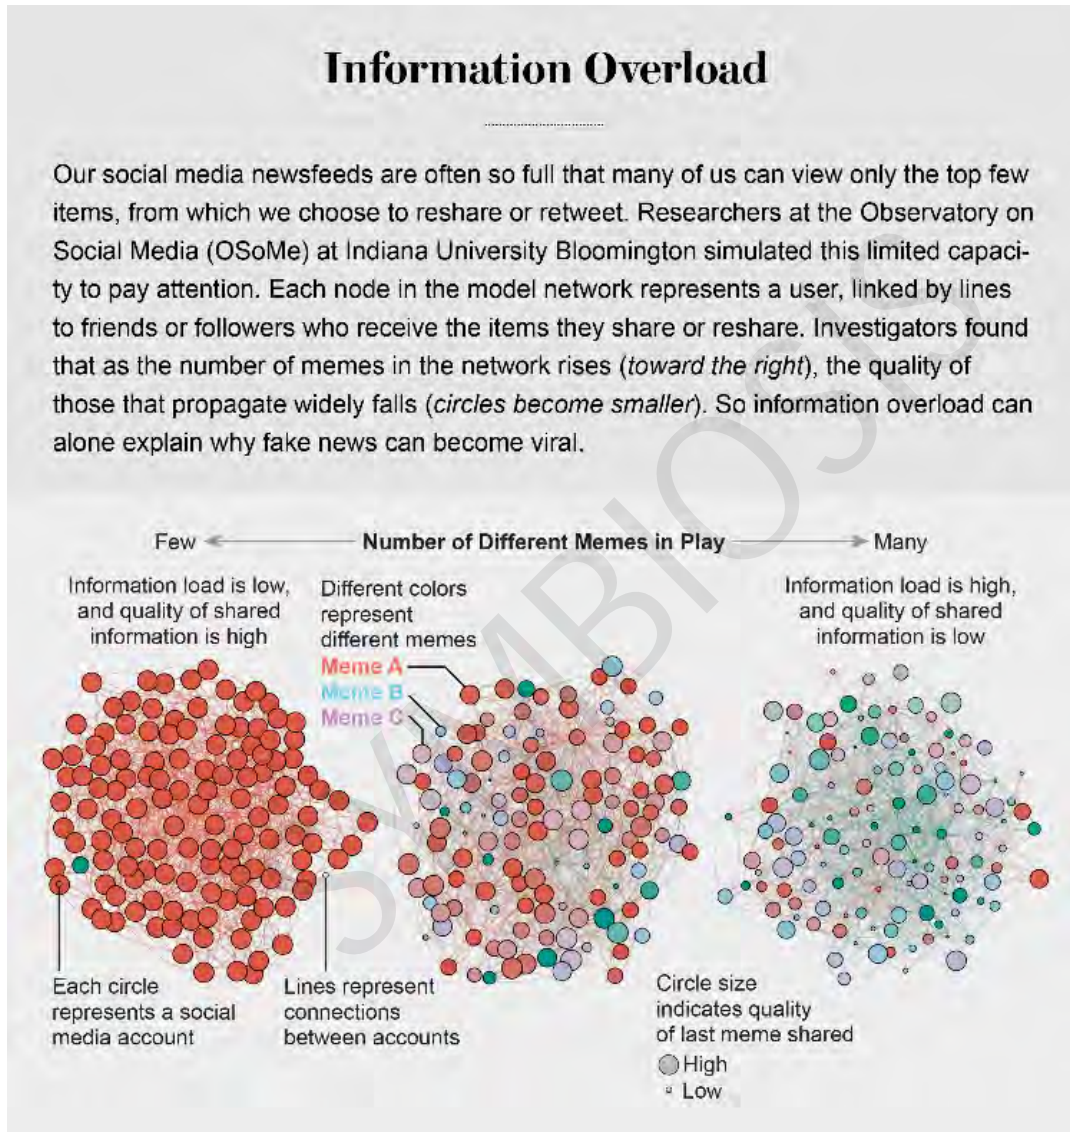 Information Overload
Our social media newsfeeds are often so full that many of us can view only the top few
items, from which we choose to reshare or retweet. Researchers at the Observatory on
Social Media (OSoMe) at Indiana University Bloomington simulated this limited capaci-
ty to pay attention. Each node in the model network represents a user, linked by lines
to friends or followers who receive the items they share or reshare. Investigators found
that as the number of memes in the network rises (toward the right), the quality of
those that propagate widely falls (circles become smaller). So information overload can
alone explain why fake news can become viral.
Few
Number of Different Memes in Play
Many
Information load is low,
and quality of shared
information is high
Different colors
represent
different memes
Meme A
Meme B
Meme C
Information load is high,
and quality of shared
information is low
Each circle
represents a social
media account
Lines represent
connections
between accounts
Circle size
indicates quality
of last meme shared
High
Low
SYMBIOSIS